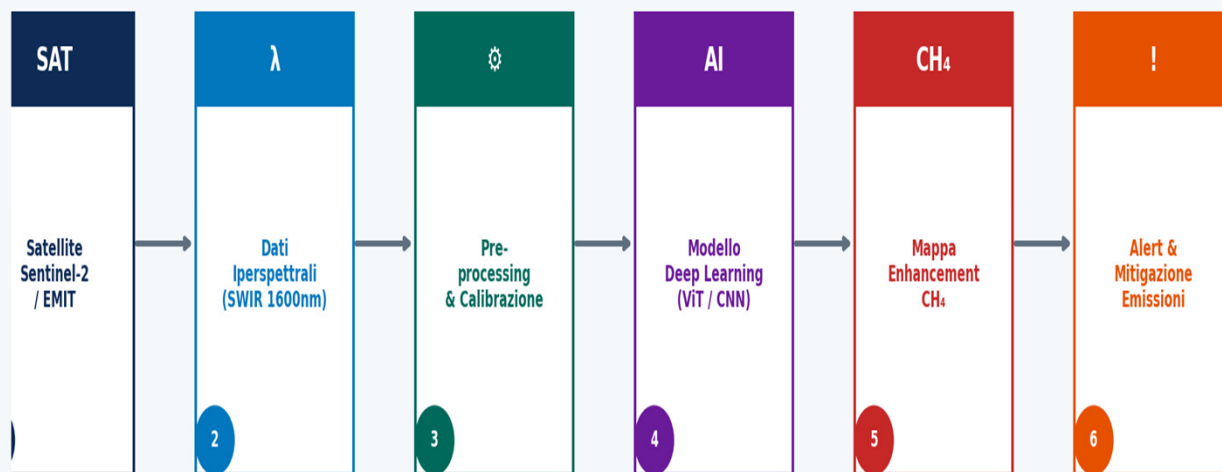 SAT
λ
⚙
AI
CH₄
!
Satellite
Sentinel-2
/ EMIT
Dati
Iperspettrali
(SWIR 1600nm)
Pre-
processing
& Calibrazione
Modello
Deep Learning
(ViT / CNN)
Mappa
Enhancement
CH₄
Alert &
Mitigazione
Emissioni
2
3
4
5
6